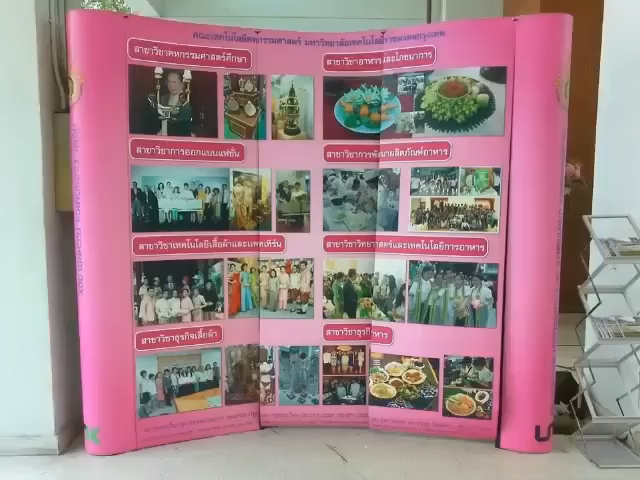 คณะเทคโนโลยีคหกรรมศาสตร์ มหาวิทยาลัยเทคโนโลยีราชมงคลกรุงเทพ
สาขาวิชาคหกรรมศาสตร์ศึกษา
สาขาวิชาอาหารและโภชนาการ
สาขาวิชาการออกแบบแฟชั่น
สาขาวิชาการพัฒนาผลิตภัณฑ์อาหาร
สาขาวิชาเทคโนโลยีเสื้อผ้าและแพตเทิร์น
สาขาวิชาวิทยาศาสตร์และเทคโนโลยีการอาหาร
สาขาวิชาธุรกิจเสื้อผ้า
สาขาวิชาธุรกิจอาหาร
HOME ECONOMICS TECHNOLOGY